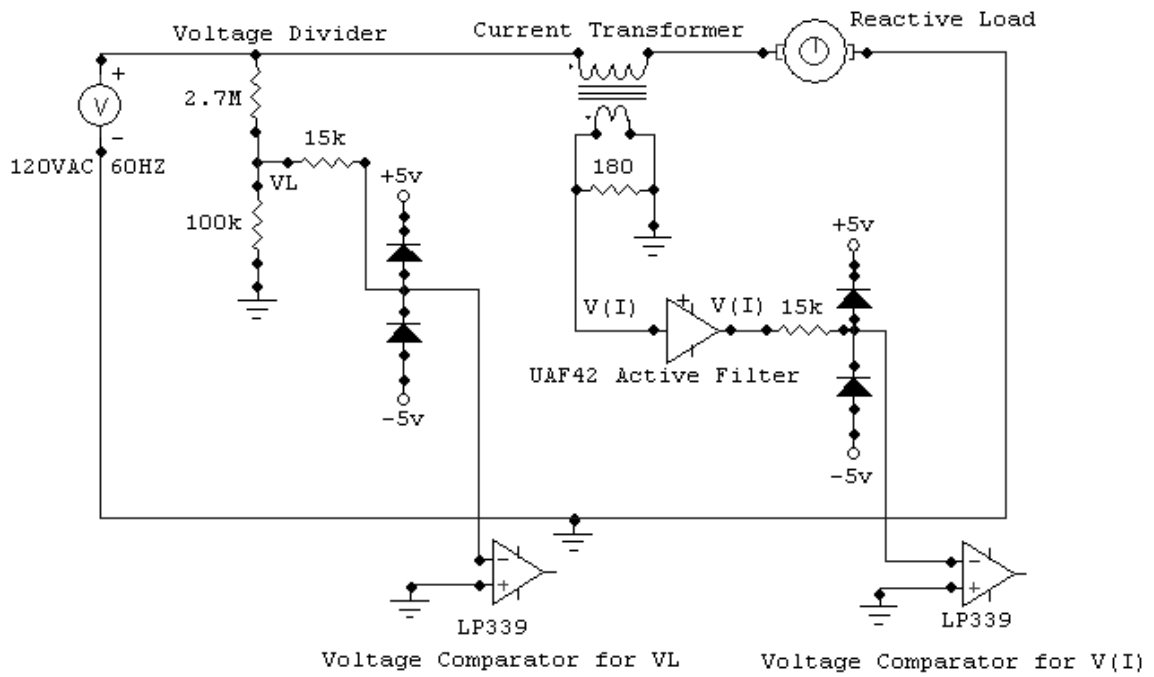 Reactive Load
Voltage Divider
Current Transformer
+
2.7M
V
15k
-
120VAC 60HZ
180
+5v
VL
100k
+5v
V(I)
+
V(I)
15k
UAF42 Active Filter
-5v
-5v
-
+
-
+
LP339
LP339
Voltage Comparator for VL
Voltage Comparator for V(I)